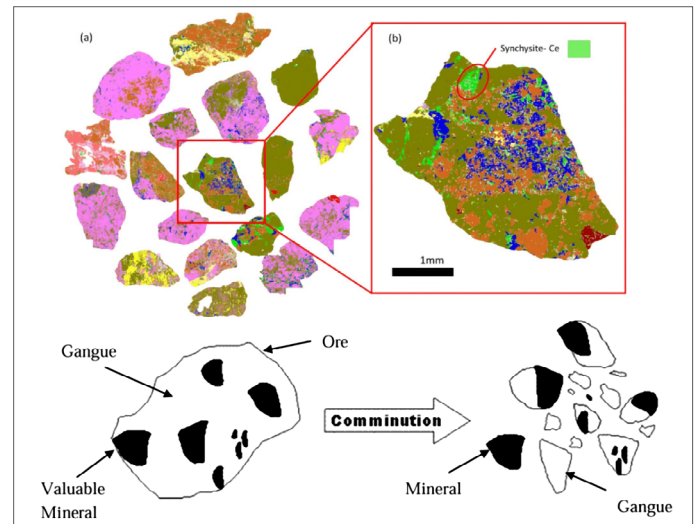 (a)
(b)
Synchysite- Ce
1mm
Gangue
Ore
Comminution
Valuable
Mineral
Mineral
Gangue